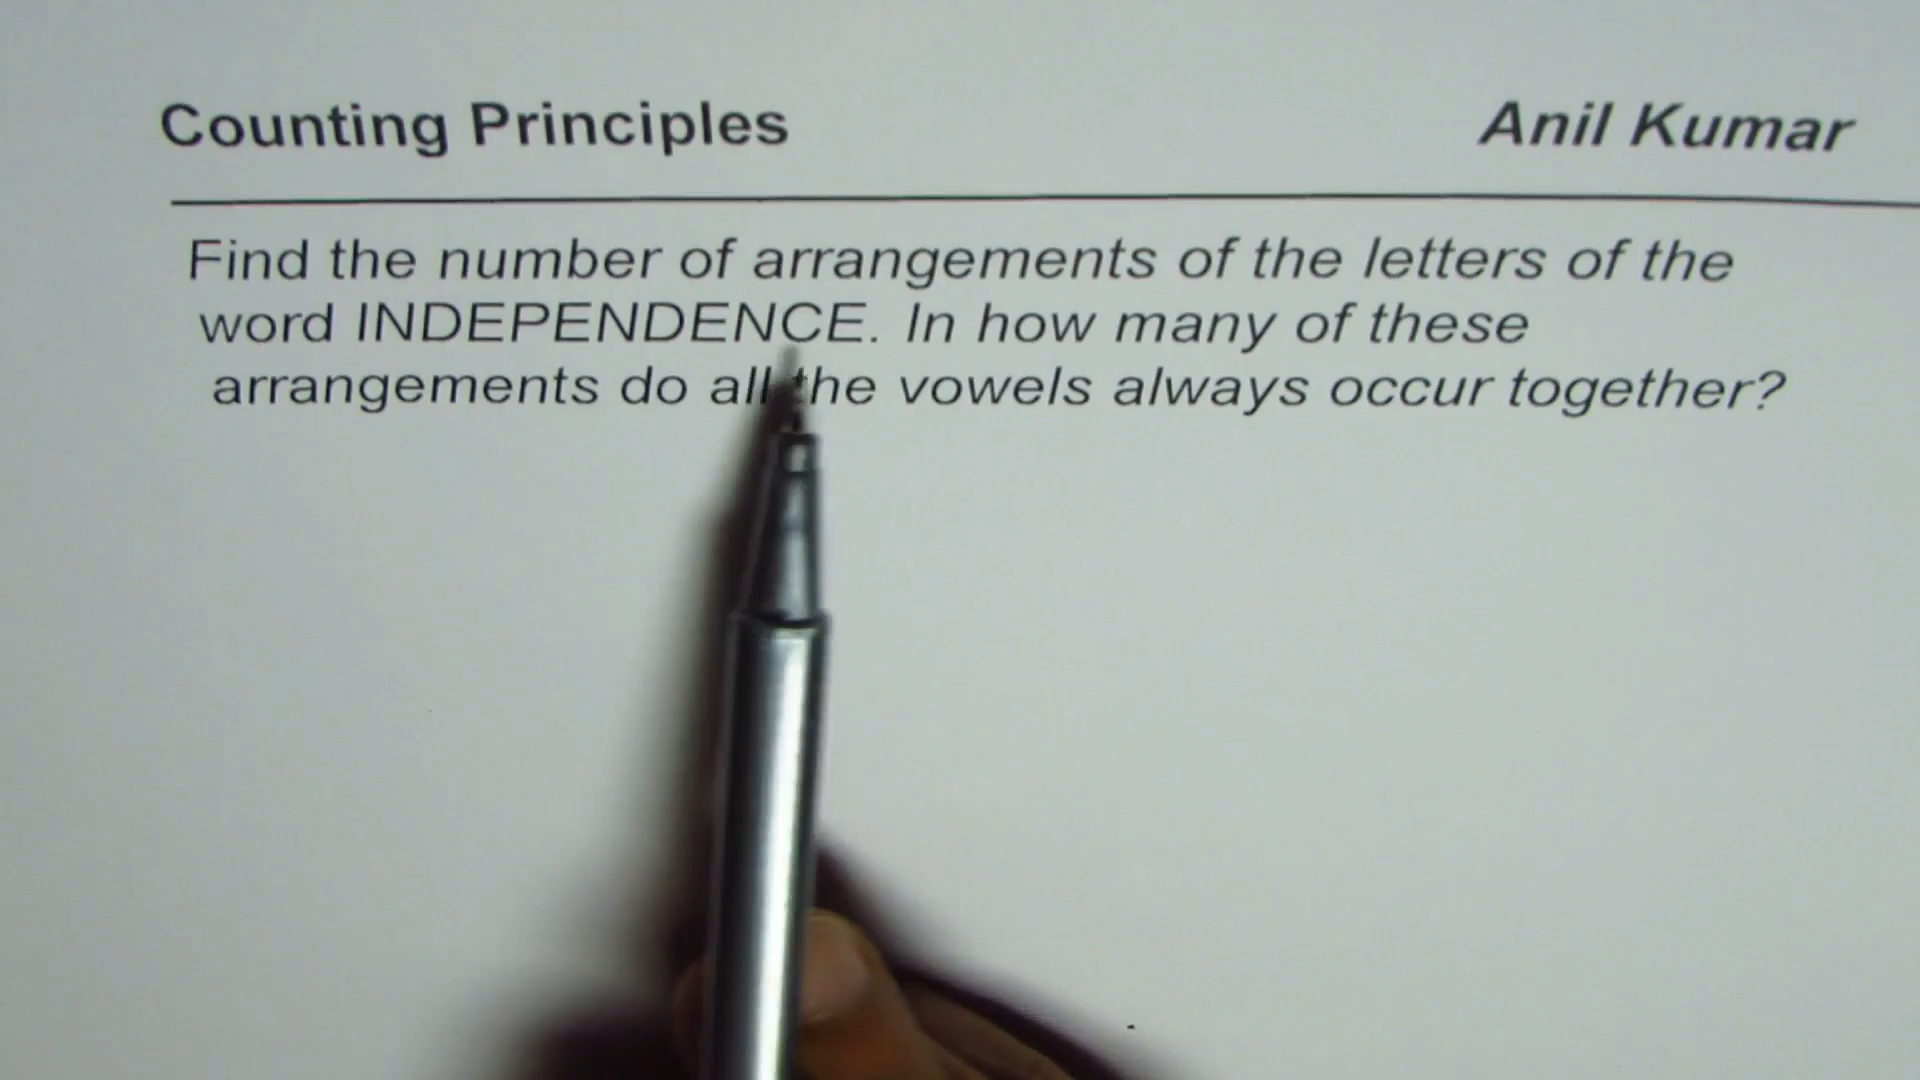 Counting Principles Anil Kumar
Find the number of arrangements of the letters of the
word INDEPENDENCE. In how many of these
arrangements do all the vowels always occur together?